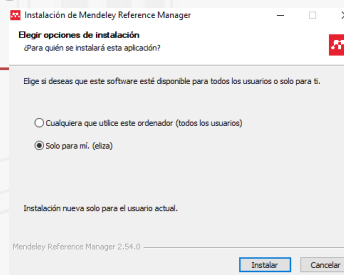 Instalación de Mendeley Reference Manager
Elegir opciones de instalación
¿Para quién se instalará esta aplicación?
Elige si deseas que este software esté disponible para todos los usuarios o solo para ti.
Cualquiera que utilice este ordenador (todos los usuarios)
Solo para mí. (eliza)
Instalación nueva solo para el usuario actual.
Mendeley Reference Manager 2.54.0
Instalar Cancelar